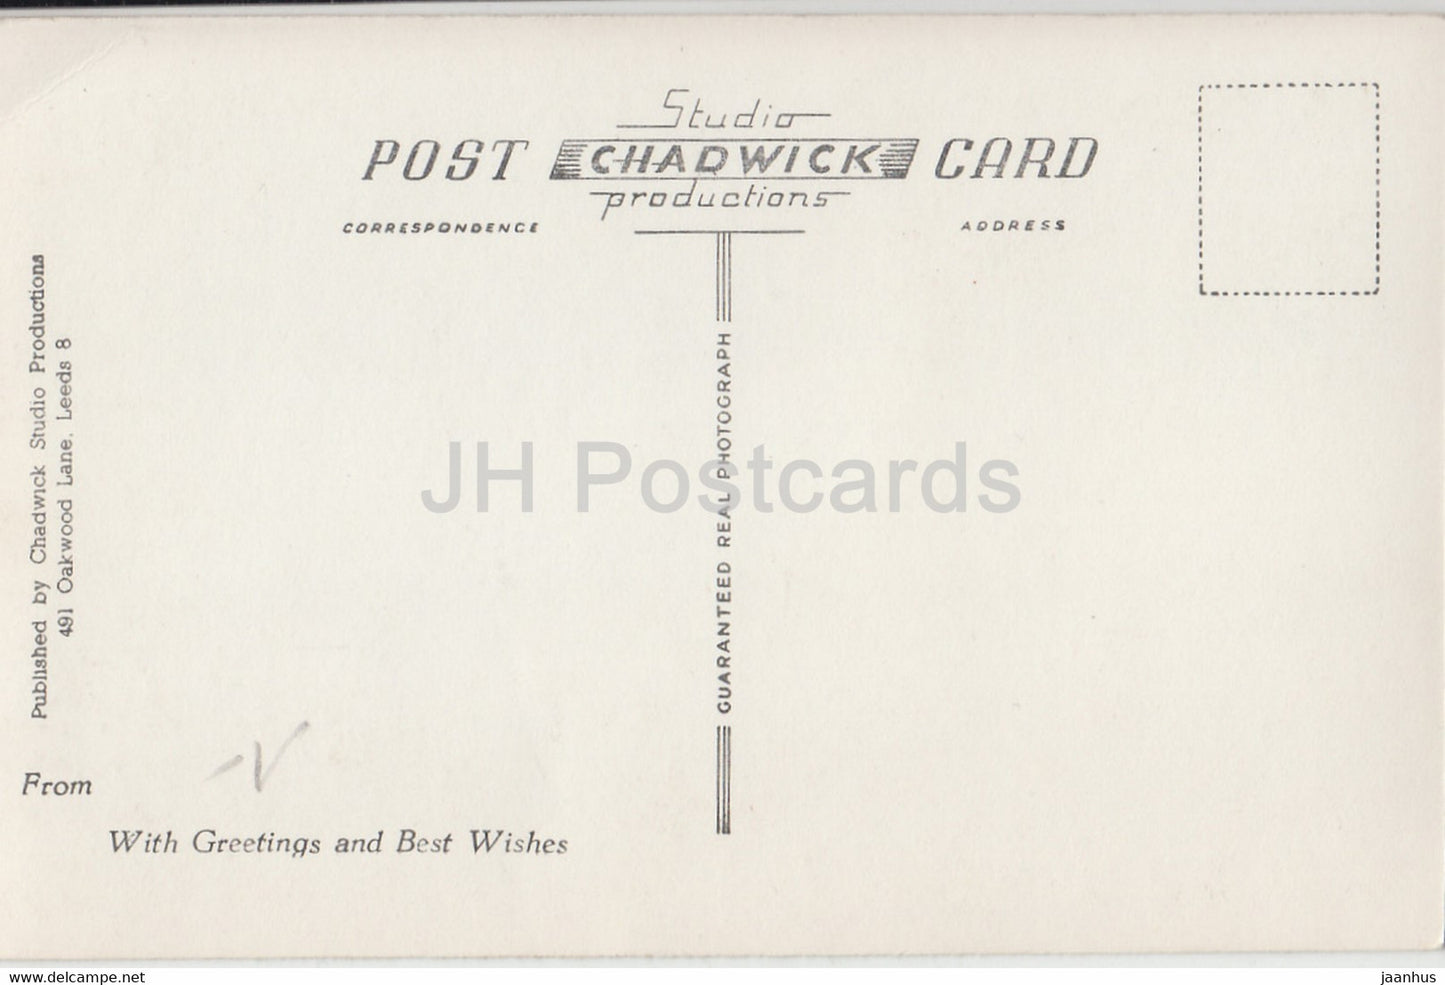 Studio
POST CHADWICK CARD
productions
CORRESPONDENCE
ADDRESS
Published by Chadwick Studio Productions
491 Oakwood Lane, Leeds 8
GUARANTEED REAL PHOTOGRAPH
JH Postcards
From
With Greetings and Best Wishes
www.delcampe.net
jaanhus